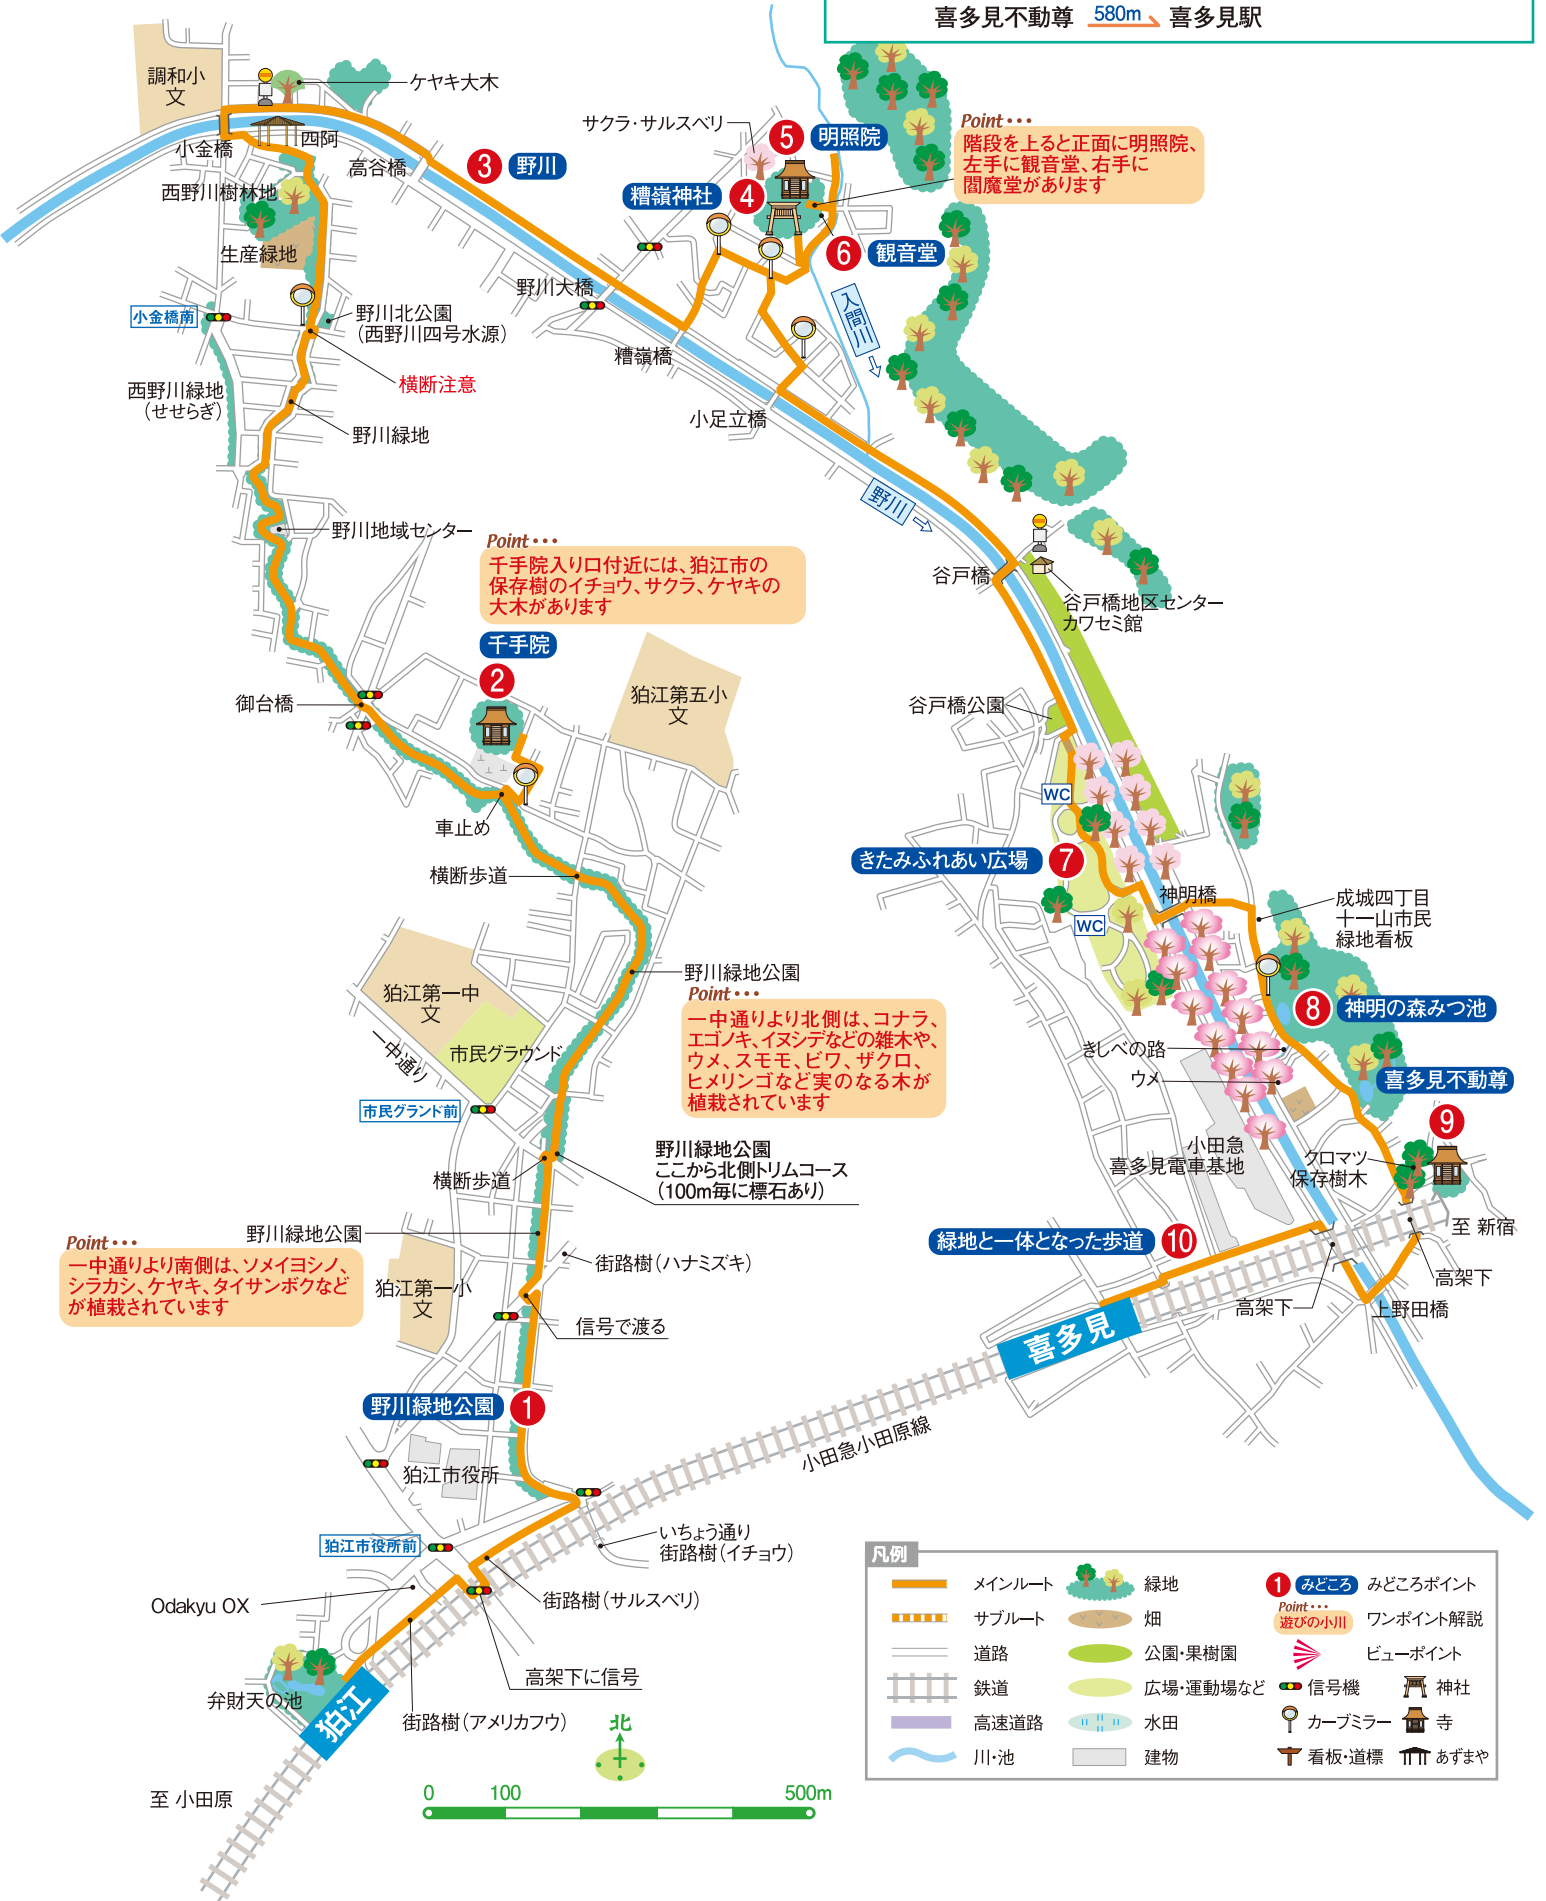 喜多見不動尊 580m 喜多見駅
調和小
文
ケヤキ大木
四阿
小金橋
高谷橋
3 野川
サクラ・サルスベリ
5 明照院
糟嶺神社 4
6 観音堂
Point・・・
階段を上ると正面に明照院、
左手に観音堂、右手に
閻魔堂があります
西野川樹林地
生産緑地
小金橋南
野川北公園
(西野川四号水源)
横断注意
西野川緑地
(せせらぎ)
野川緑地
野川大橋
糟嶺橋
小足立橋
入間川
野川
野川地域センター
Point・・・
千手院入り口付近には、狛江市の
保存樹のイチョウ、サクラ、ケヤキの
大木があります
千手院
2
狛江第五小
文
御台橋
車止め
横断歩道
谷戸橋
谷戸橋地区センター
カワセミ館
谷戸橋公園
WC
きたみふれあい広場 7
WC
神明橋
成城四丁目
十一山市民
緑地看板
8 神明の森みつ池
きしべの路
ウメ
喜多見不動尊
9
小田急
喜多見電車基地
クロマツ
保存樹木
至 新宿
高架下
上野田橋
高架下
緑地と一体となった歩道 10
喜多見
小田急小田原線
狛江第一中
文
市民グラウンド
一中通り
市民グランド前
野川緑地公園
Point・・・
一中通りより北側は、コナラ、
エゴノキ、イヌシデなどの雑木や、
ウメ、スモモ、ビワ、ザクロ、
ヒメリンゴなど実のなる木が
植栽されています
横断歩道
野川緑地公園
ここから北側トリムコース
(100m毎に標石あり)
野川緑地公園
Point・・・
一中通りより南側は、ソメイヨシノ、
シラカシ、ケヤキ、タイサンボクなど
が植栽されています
狛江第一小
文
街路樹(ハナミズキ)
信号で渡る
野川緑地公園 1
狛江市役所
狛江市役所前
いちょう通り
街路樹(イチョウ)
街路樹(サルスベリ)
Odakyu OX
高架下に信号
弁財天の池
狛江
街路樹(アメリカフウ)
至 小田原
北
0 100 500m
凡例
メインルート
サブルート
道路
鉄道
高速道路
川・池
緑地
畑
公園・果樹園
広場・運動場など
水田
建物
1 みどころ みどころポイント
Point・・・
遊びの小川 ワンポイント解説
ビューポイント
信号機
神社
カーブミラー
寺
看板・道標
あずまや